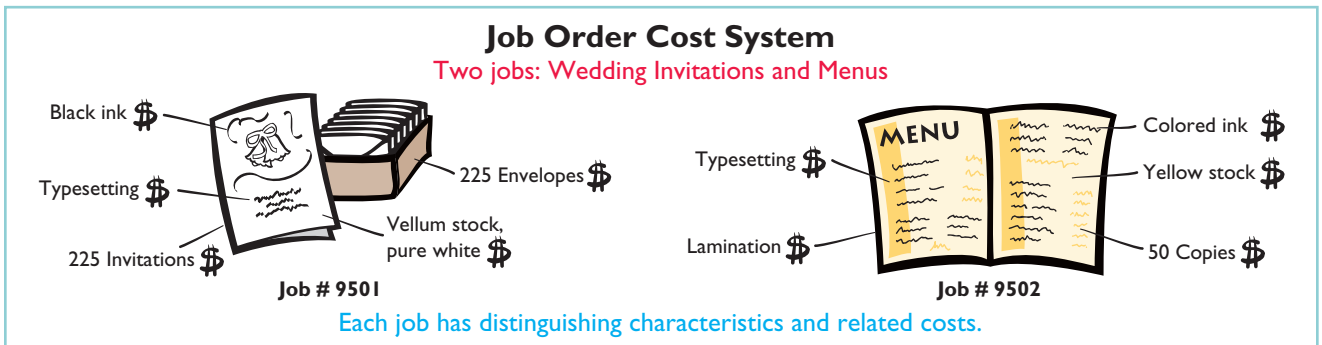 Job Order Cost System
Two jobs: Wedding Invitations and Menus
Black ink $
Typesetting $
225 Invitations $
225 Envelopes $
Vellum stock,
pure white $
Job # 9501
MENU
Typesetting $
Lamination $
Colored ink $
Yellow stock $
50 Copies $
Job # 9502
Each job has distinguishing characteristics and related costs.